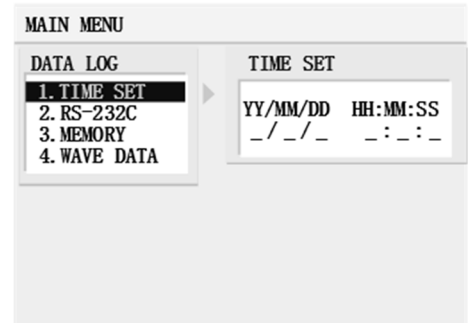 MAIN MENU
DATA LOG
1. TIME SET
2. RS-232C
3. MEMORY
4. WAVE DATA
TIME SET
YY/MM/DD HH:MM:SS
_/_/_ _:_:_